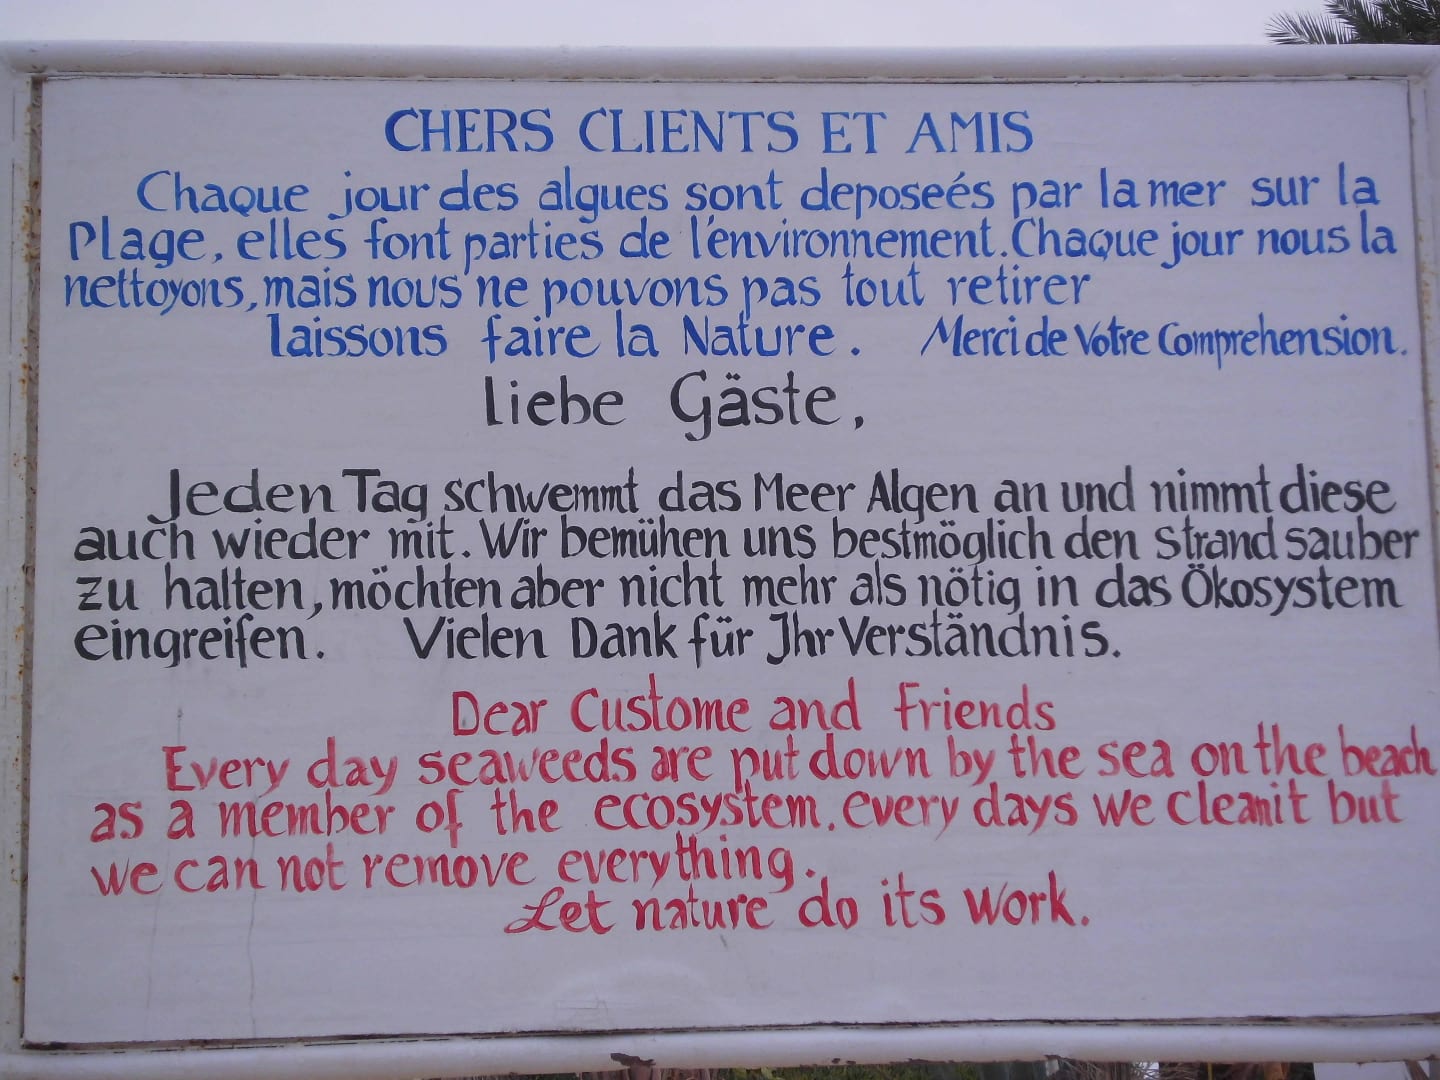 CHERS CLIENTS ET AMIS
Chaque jour des algues sont deposeés par la mer sur la
Plage, elles font parties de l'environnement. Chaque jour nous la
nettoyons, mais nous ne pouvons pas tout retirer
laissons faire la Nature. Merci de Votre Comprehension.
liebe Gäste,
Jeden Tag schwemmt das Meer Algen an und nimmt diese
auch wieder mit. Wir bemühen uns bestmöglich den strand sauber
zu halten, möchten aber nicht mehr als nötig in das Ökosystem
eingreifen. Vielen Dank für Ihr Verständnis.
Dear Custome and Friends
Every day seaweeds are put down by the sea on the beach
as a member of the ecosystem. every days we cleanit but
we can not remove everything.
Let nature do its work.